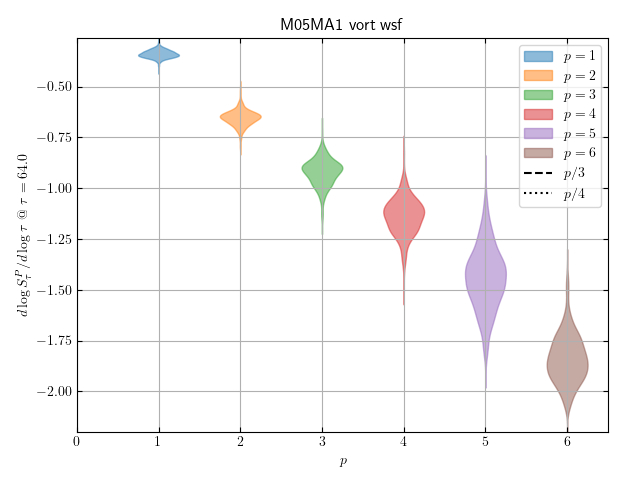 M05MA1 vort wsf
d log S_τ^P / d log τ @ τ = 64.0
−0.50
−0.75
−1.00
−1.25
−1.50
−1.75
−2.00
p = 1
p = 2
p = 3
p = 4
p = 5
p = 6
p/3
p/4
0 1 2 3 4 5 6
p